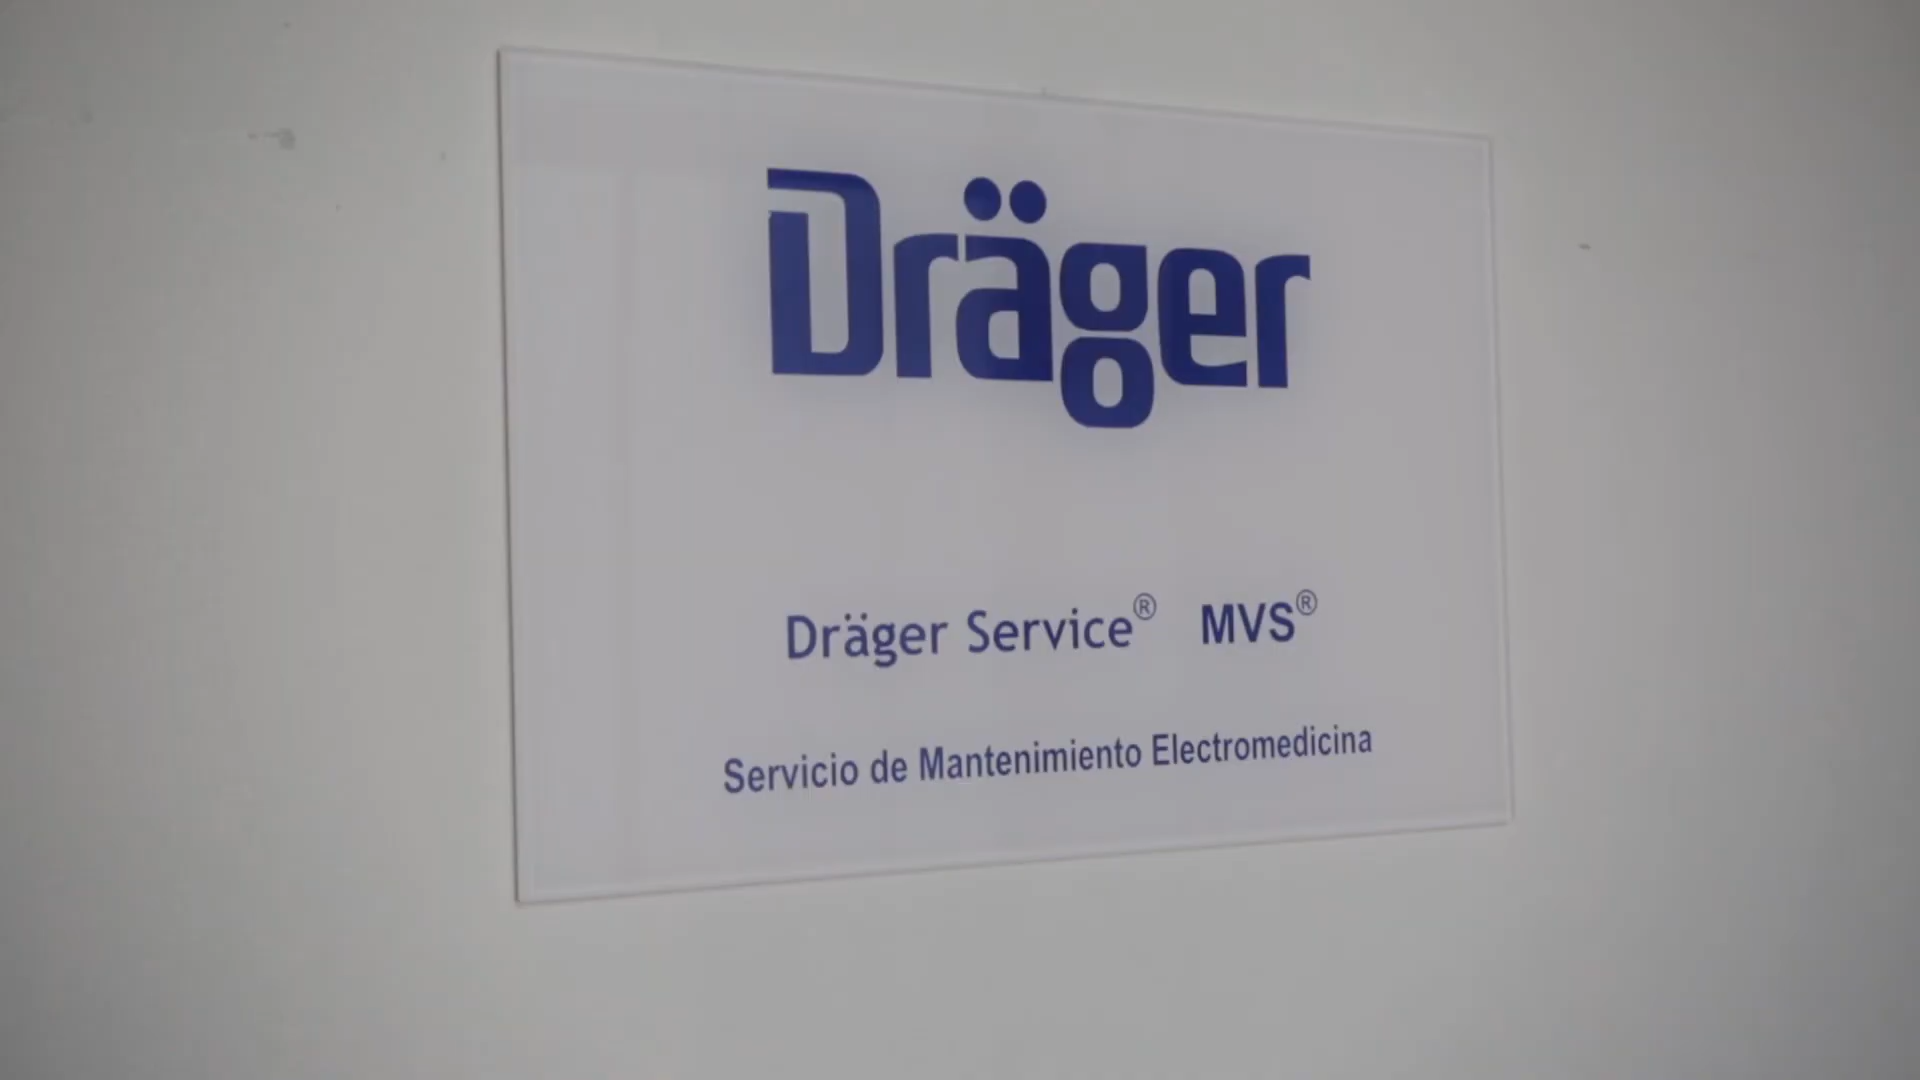 Dräger
Dräger Service® MVS®
Servicio de Mantenimiento Electromedicina